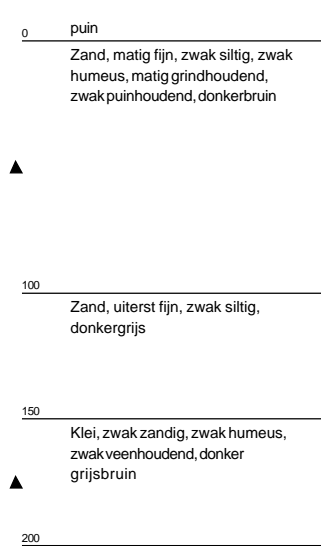 puin
0
Zand, matig fijn, zwak siltig, zwak
humeus, matig grindhoudend,
zwak puinhoudend, donkerbruin
100
Zand, uiterst fijn, zwak siltig,
donkergrijs
150
Klei, zwak zandig, zwak humeus,
zwak veenhoudend, donker
grijsbruin
200